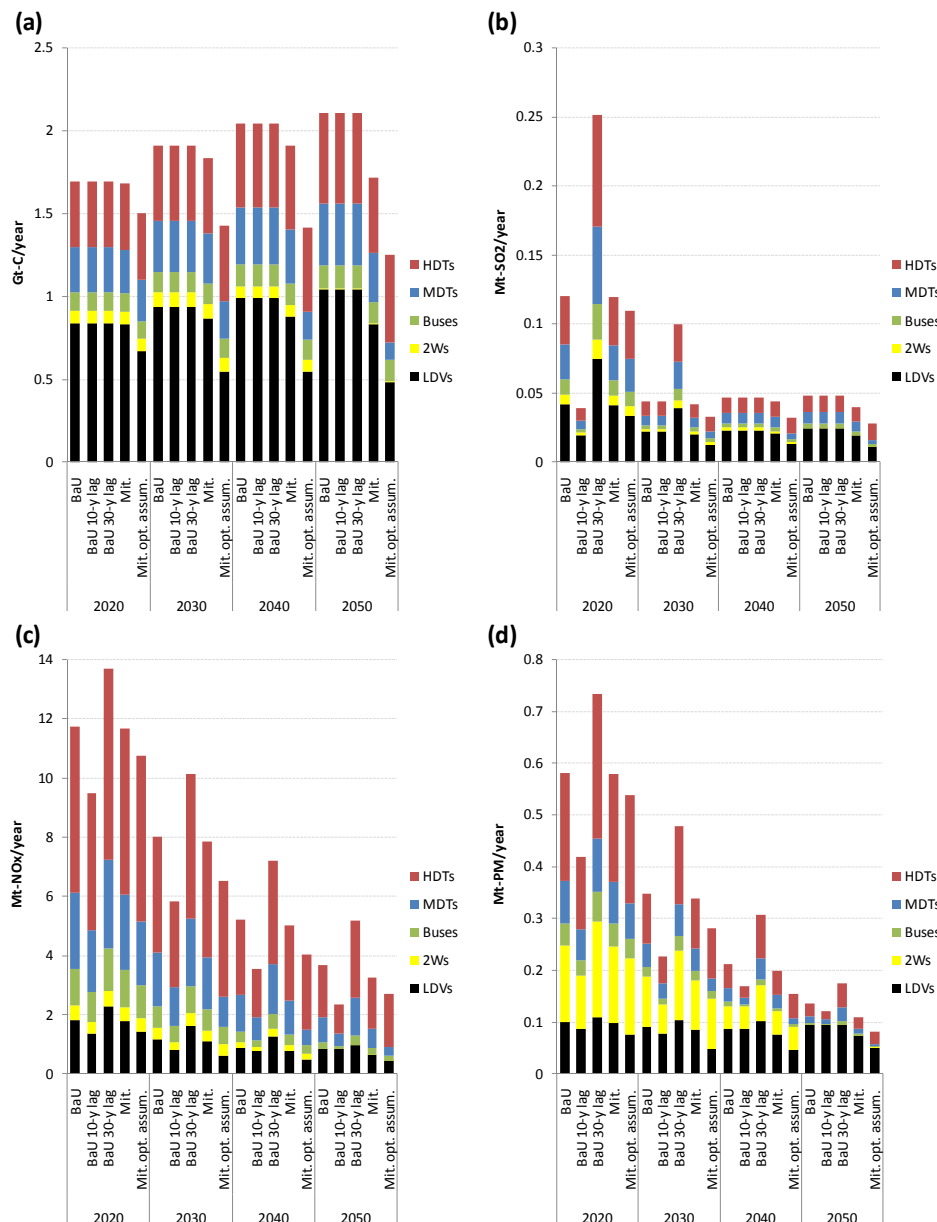 (a)
2.5
2
1.5
1
0.5
0
Gt-C/year
HDTs
MDTs
Buses
2Ws
LDVs
BaU
BaU 10-y lag
BaU 30-y lag
Mit.
Mit. opt. assum.
BaU
BaU 10-y lag
BaU 30-y lag
Mit.
Mit. opt. assum.
BaU
BaU 10-y lag
BaU 30-y lag
Mit.
Mit. opt. assum.
BaU
BaU 10-y lag
BaU 30-y lag
Mit.
Mit. opt. assum.
2020 2030 2040 2050
(b)
0.3
0.25
0.2
0.15
0.1
0.05
0
Mt-SO2/year
HDTs
MDTs
Buses
2Ws
LDVs
BaU
BaU 10-y lag
BaU 30-y lag
Mit.
Mit. opt. assum.
BaU
BaU 10-y lag
BaU 30-y lag
Mit.
Mit. opt. assum.
BaU
BaU 10-y lag
BaU 30-y lag
Mit.
Mit. opt. assum.
BaU
BaU 10-y lag
BaU 30-y lag
Mit.
Mit. opt. assum.
2020 2030 2040 2050
(c)
14
12
10
8
6
4
2
0
Mt-NOx/year
HDTs
MDTs
Buses
2Ws
LDVs
BaU
BaU 10-y lag
BaU 30-y lag
Mit.
Mit. opt. assum.
BaU
BaU 10-y lag
BaU 30-y lag
Mit.
Mit. opt. assum.
BaU
BaU 10-y lag
BaU 30-y lag
Mit.
Mit. opt. assum.
BaU
BaU 10-y lag
BaU 30-y lag
Mit.
Mit. opt. assum.
2020 2030 2040 2050
(d)
0.8
0.7
0.6
0.5
0.4
0.3
0.2
0.1
0
Mt-PM/year
HDTs
MDTs
Buses
2Ws
LDVs
BaU
BaU 10-y lag
BaU 30-y lag
Mit.
Mit. opt. assum.
BaU
BaU 10-y lag
BaU 30-y lag
Mit.
Mit. opt. assum.
BaU
BaU 10-y lag
BaU 30-y lag
Mit.
Mit. opt. assum.
BaU
BaU 10-y lag
BaU 30-y lag
Mit.
Mit. opt. assum.
2020 2030 2040 2050